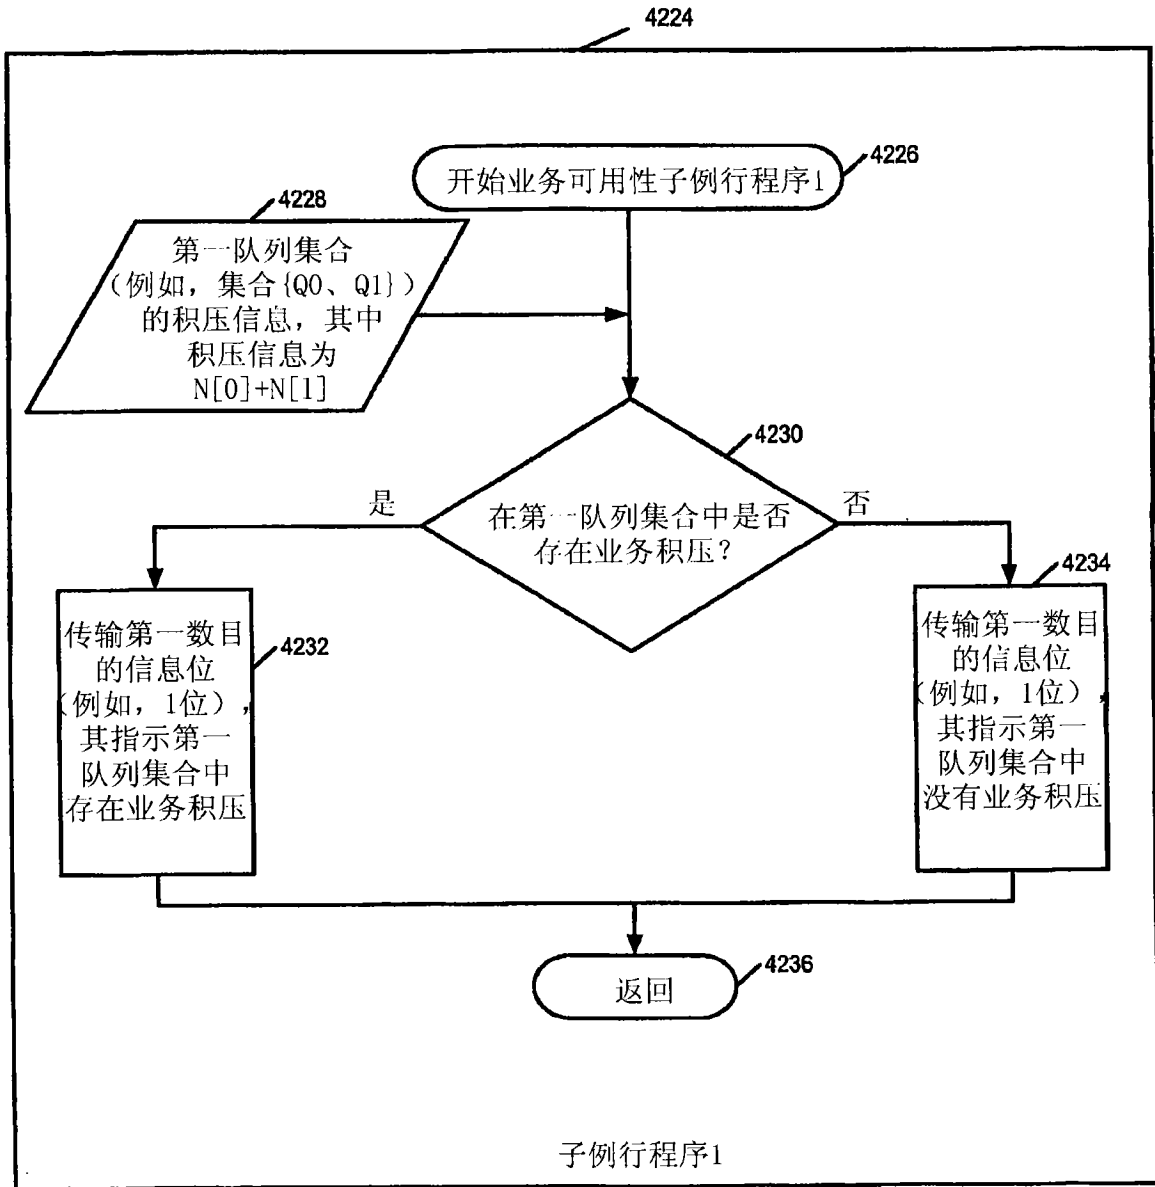 4224
开始业务可用性子例行程序1
4226
4228
第一队列集合
（例如，集合{Q0、Q1}）
的积压信息，其中
积压信息为
N[0]+N[1]
4230
在第一队列集合中是否
存在业务积压？
是
否
4232
传输第一数目
的信息位
（例如，1位），
其指示第一
队列集合中
存在业务积压
4234
传输第一数目
的信息位
（例如，1位），
其指示第一
队列集合中
没有业务积压
返回
4236
子例行程序1